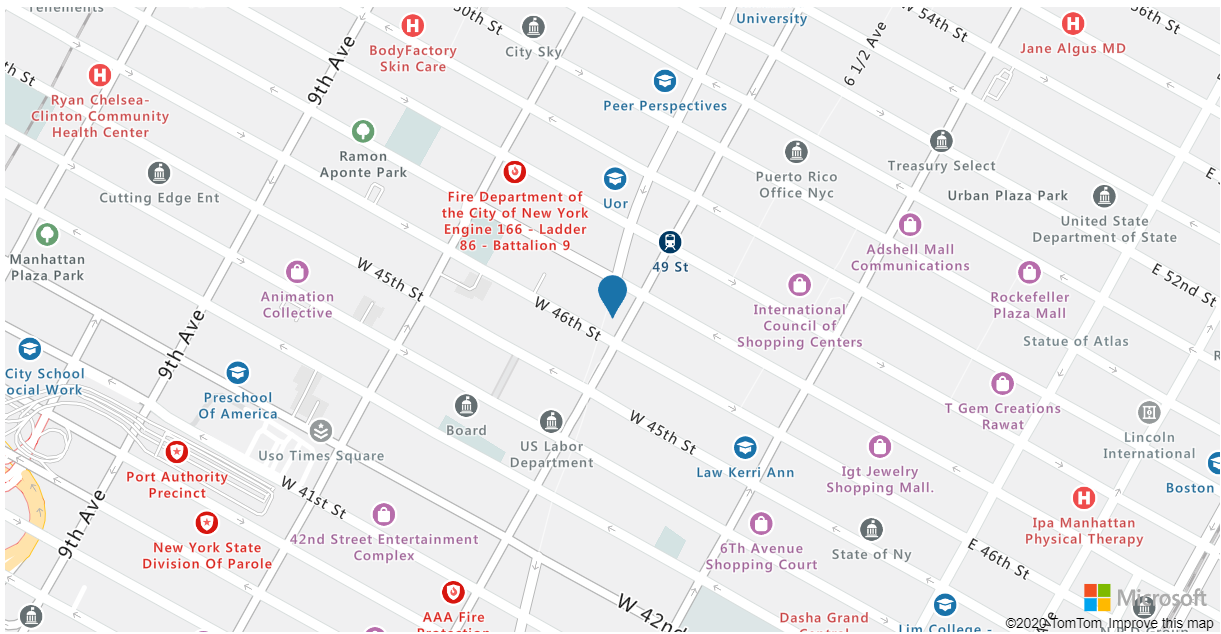 Tenements
50th St
W 54th St
56th St
University
BodyFactory
Skin Care
City Sky
Jane Algus MD
9th Ave
6 1/2 Ave
th St
Ryan Chelsea-
Clinton Community
Health Center
Peer Perspectives
Ramon
Aponte Park
Treasury Select
Puerto Rico
Office Nyc
Cutting Edge Ent
Fire Department of
the City of New York
Engine 166 - Ladder
86 - Battalion 9
Uor
Urban Plaza Park
United State
Department of State
Manhattan
Plaza Park
49 St
Adshell Mall
Communications
E 52nd St
Animation
Collective
W 45th St
W 46th St
International
Council of
Shopping Centers
Rockefeller
Plaza Mall
Statue of Atlas
9th Ave
City School
ocial Work
Preschool
Of America
T Gem Creations
Rawat
Board
US Labor
Department
W 45th St
Lincoln
International
Uso Times Square
Law Kerri Ann
Igt Jewelry
Shopping Mall.
Boston
Port Authority
Precinct
W 41st St
9th Ave
42nd Street Entertainment
Complex
6Th Avenue
Shopping Court
State of Ny
Ipa Manhattan
Physical Therapy
New York State
Division Of Parole
E 46th St
AAA Fire
Protection
W 42nd
Dasha Grand
Central
Lim College -
Microsoft
©2020 TomTom, Improve this map